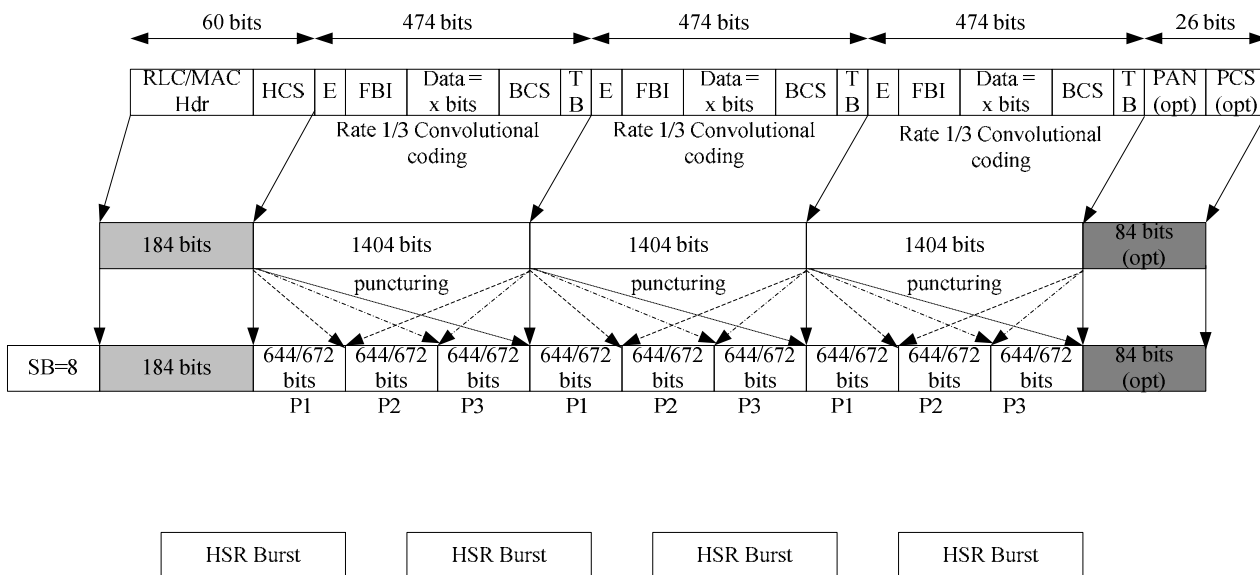 60 bits 474 bits 474 bits 474 bits 26 bits
RLC/MAC Hdr HCS E FBI Data = x bits BCS T B E FBI Data = x bits BCS T B E FBI Data = x bits BCS T B PAN (opt) PCS (opt)
Rate 1/3 Convolutional coding Rate 1/3 Convolutional coding Rate 1/3 Convolutional coding
184 bits 1404 bits 1404 bits 1404 bits 84 bits (opt)
puncturing puncturing puncturing
SB=8 184 bits 644/672 bits 644/672 bits 644/672 bits 644/672 bits 644/672 bits 644/672 bits 644/672 bits 644/672 bits 644/672 bits 84 bits (opt)
P1 P2 P3 P1 P2 P3 P1 P2 P3
HSR Burst HSR Burst HSR Burst HSR Burst